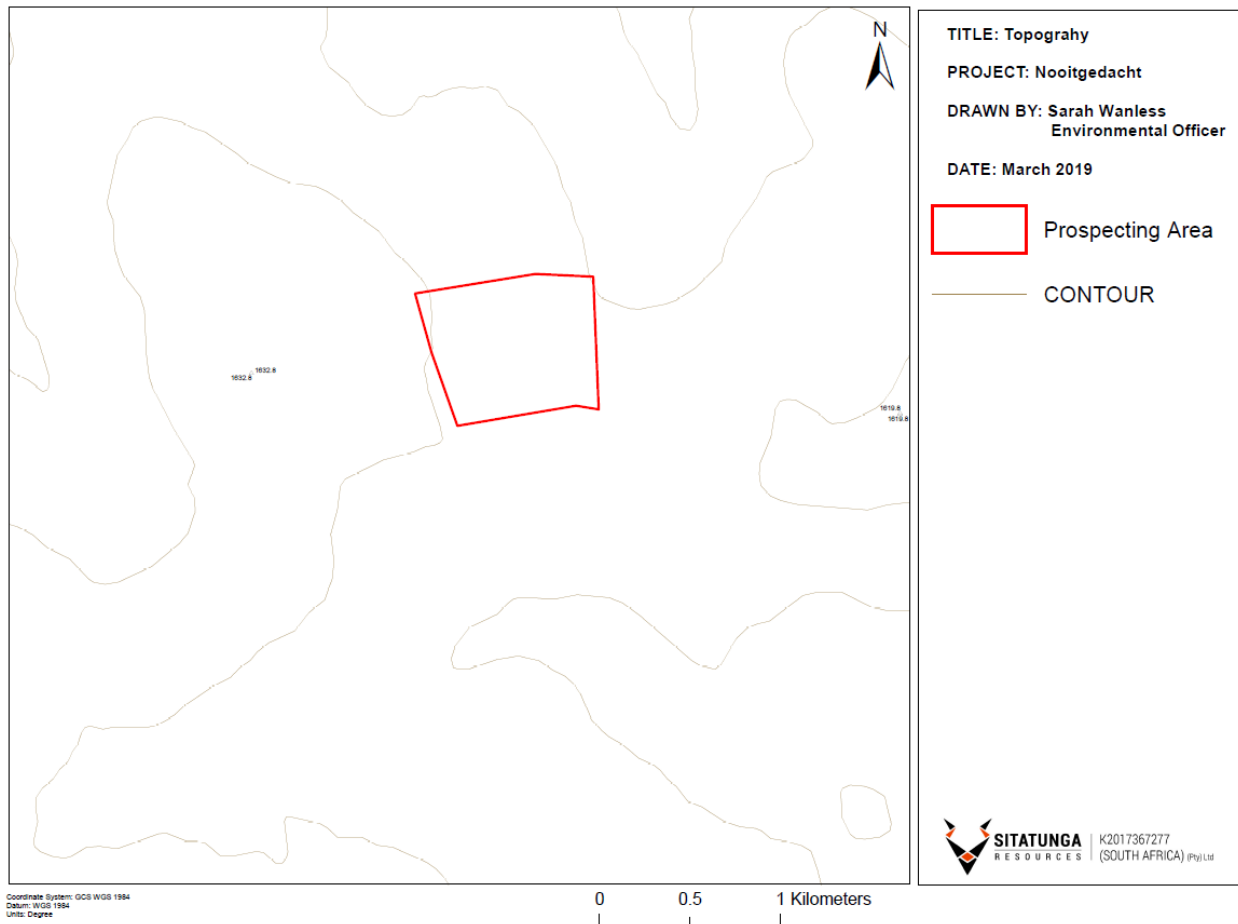 N
1632.8
1632.8
1619.8
1619.8
TITLE: Topograhy
PROJECT: Nooitgedacht
DRAWN BY: Sarah Wanless
Environmental Officer
DATE: March 2019
Prospecting Area
CONTOUR
SITATUNGA
RESOURCES
K2017367277
(SOUTH AFRICA) (Pty) Ltd
Coordinate System: GCS WGS 1984
Datum: WGS 1984
Units: Degree
0 0.5 1 Kilometers